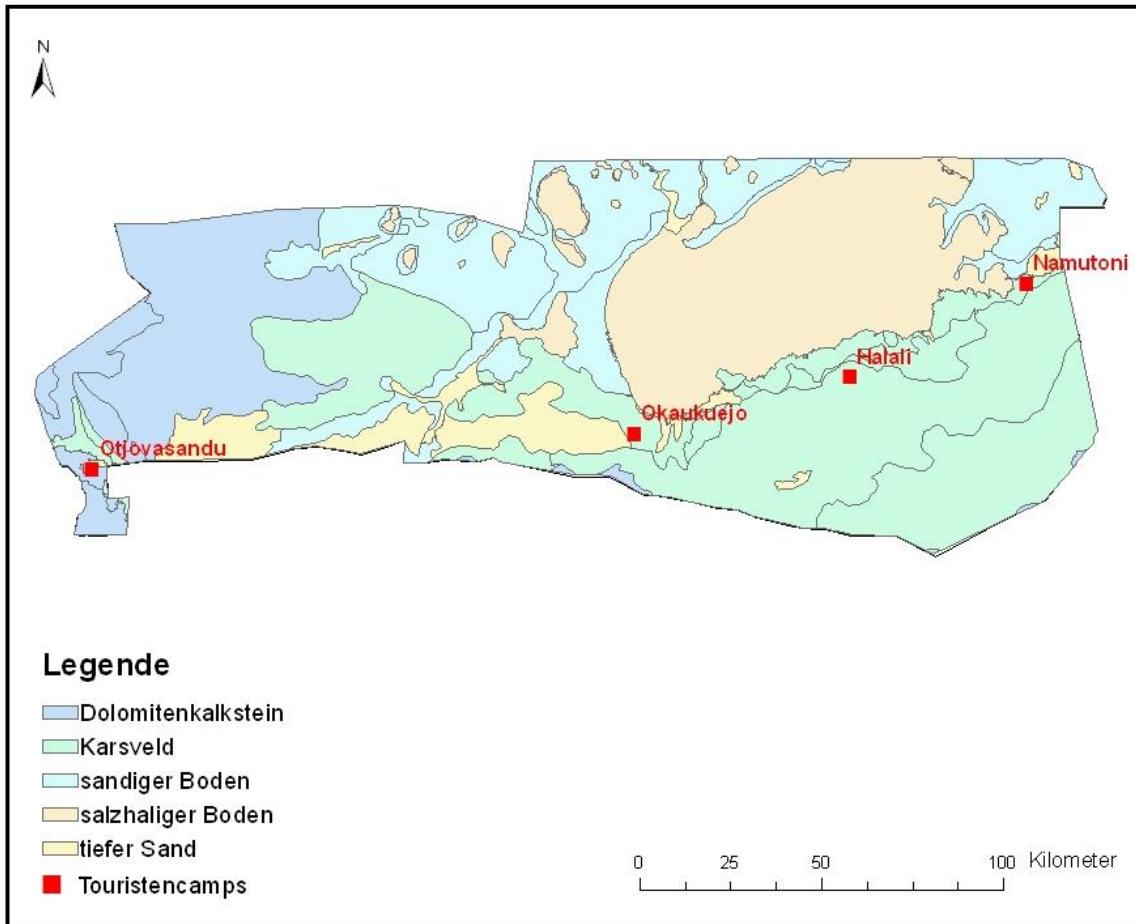 N
Namutoni
Halali
Okaukuejo
Otjovasandu
Legende
Dolomitenkalkstein
Karsveld
sandiger Boden
salzhaliger Boden
tiefer Sand
Touristencamps
0 25 50 100 Kilometer